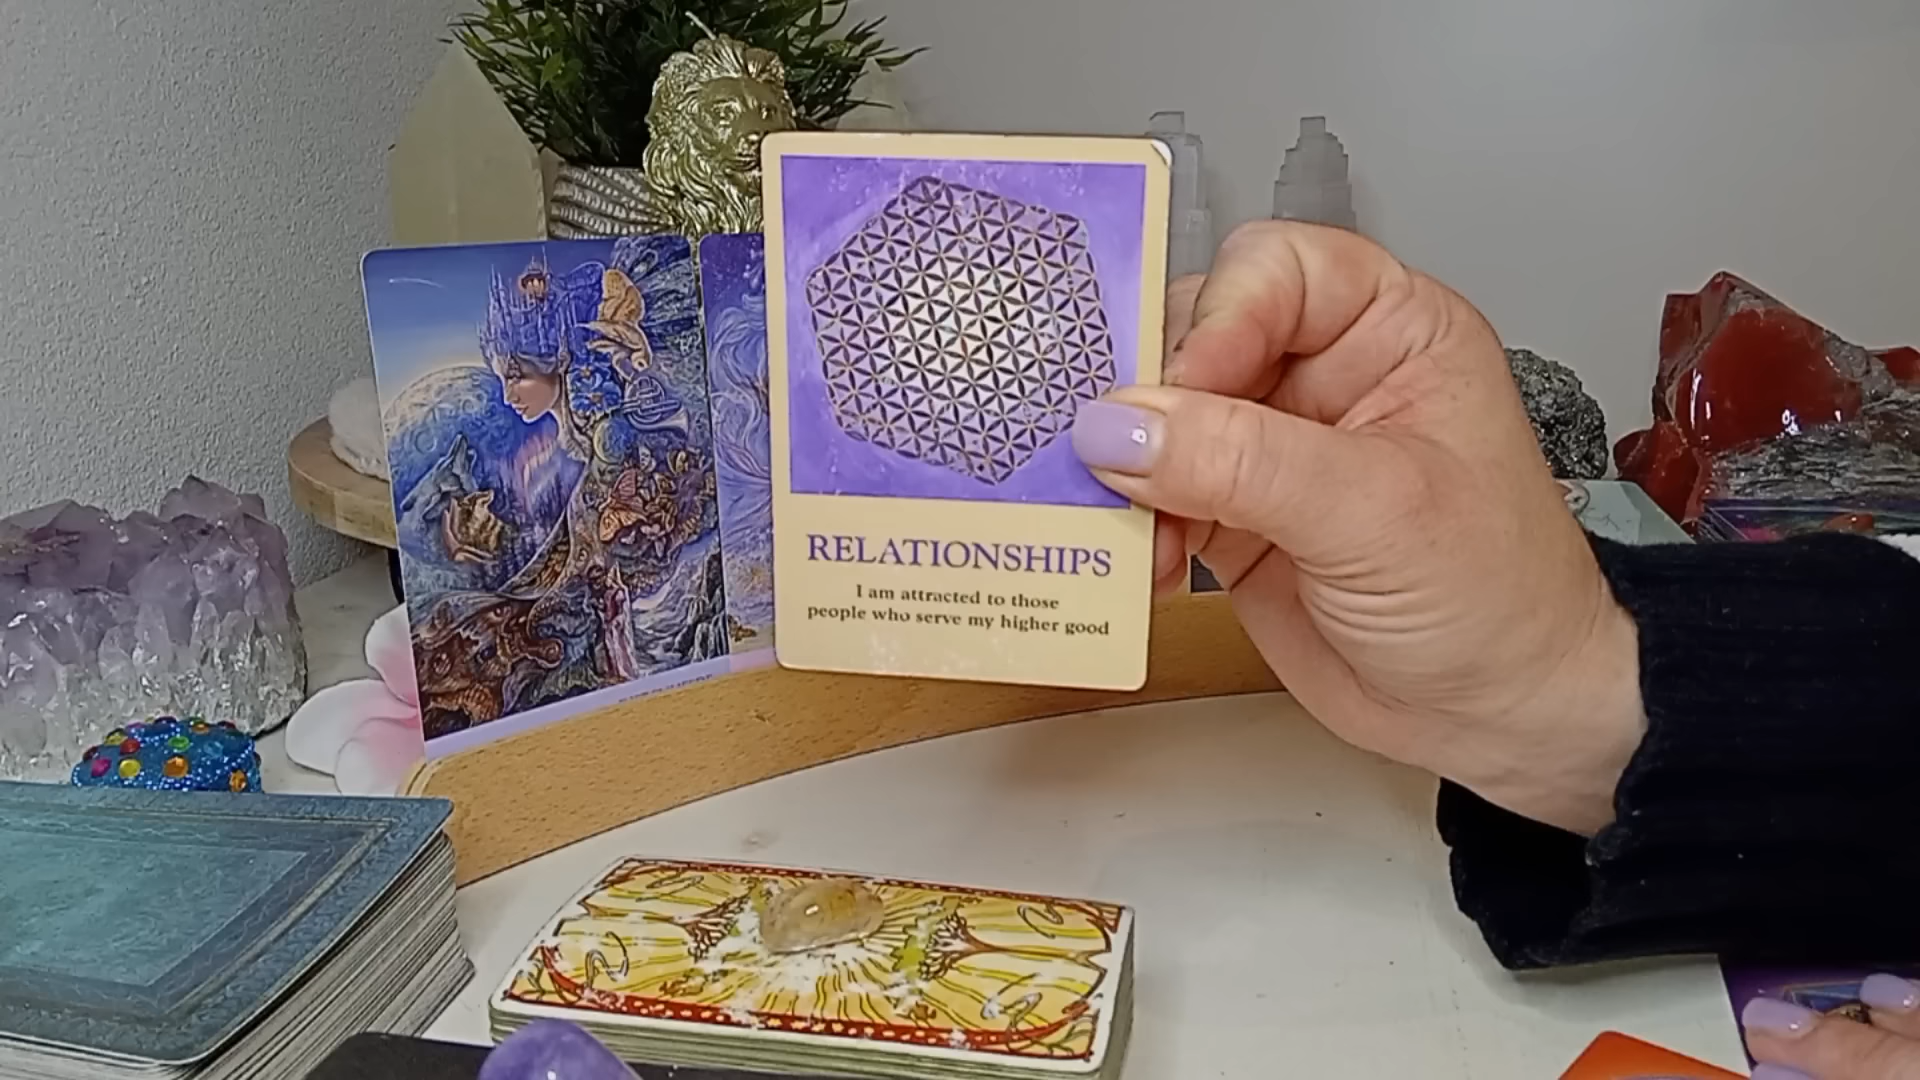 RELATIONSHIPS
I am attracted to those
people who serve my higher good